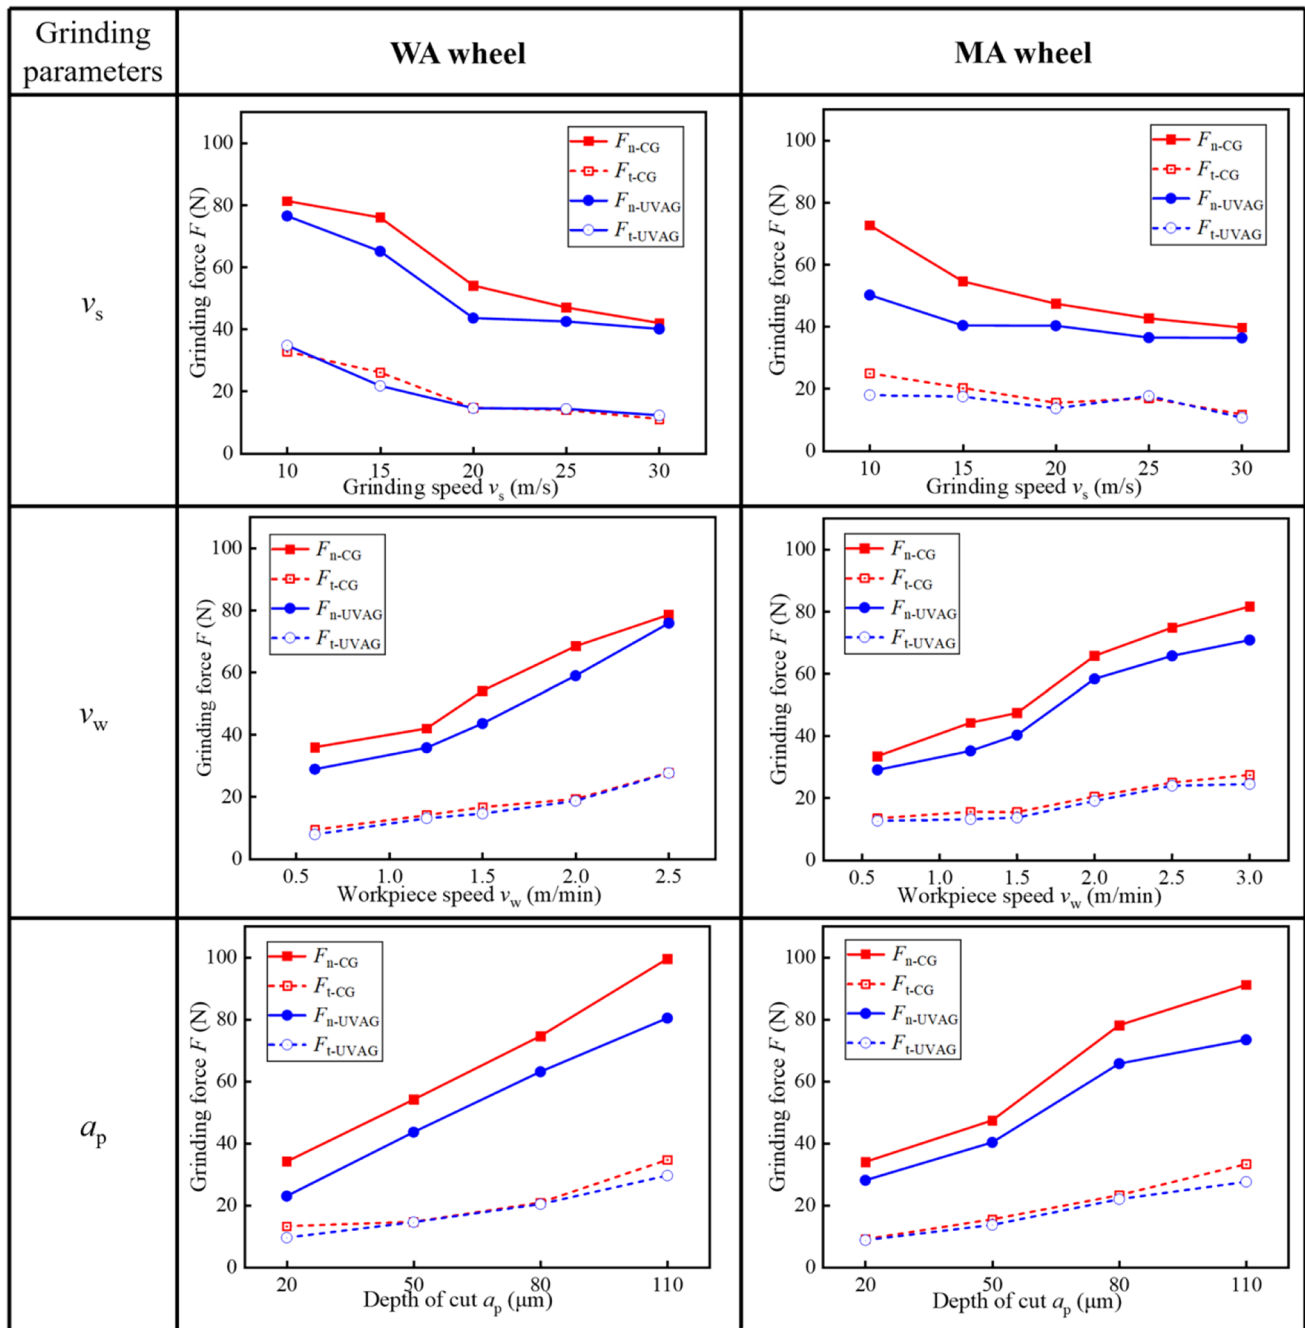 Grinding
parameters
WA wheel
MA wheel
vs
Grinding force F (N)
100
80
60
40
20
0
Fn-CG
Ft-CG
Fn-UVAG
Ft-UVAG
10 15 20 25 30
Grinding speed vs (m/s)
Grinding force F (N)
100
80
60
40
20
0
Fn-CG
Ft-CG
Fn-UVAG
Ft-UVAG
10 15 20 25 30
Grinding speed vs (m/s)
vw
Grinding force F (N)
100
80
60
40
20
0
Fn-CG
Ft-CG
Fn-UVAG
Ft-UVAG
0.5 1.0 1.5 2.0 2.5
Workpiece speed vw (m/min)
Grinding force F (N)
100
80
60
40
20
0
Fn-CG
Ft-CG
Fn-UVAG
Ft-UVAG
0.5 1.0 1.5 2.0 2.5 3.0
Workpiece speed vw (m/min)
ap
Grinding force F (N)
100
80
60
40
20
0
Fn-CG
Ft-CG
Fn-UVAG
Ft-UVAG
20 50 80 110
Depth of cut ap (μm)
Grinding force F (N)
100
80
60
40
20
0
Fn-CG
Ft-CG
Fn-UVAG
Ft-UVAG
20 50 80 110
Depth of cut ap (μm)